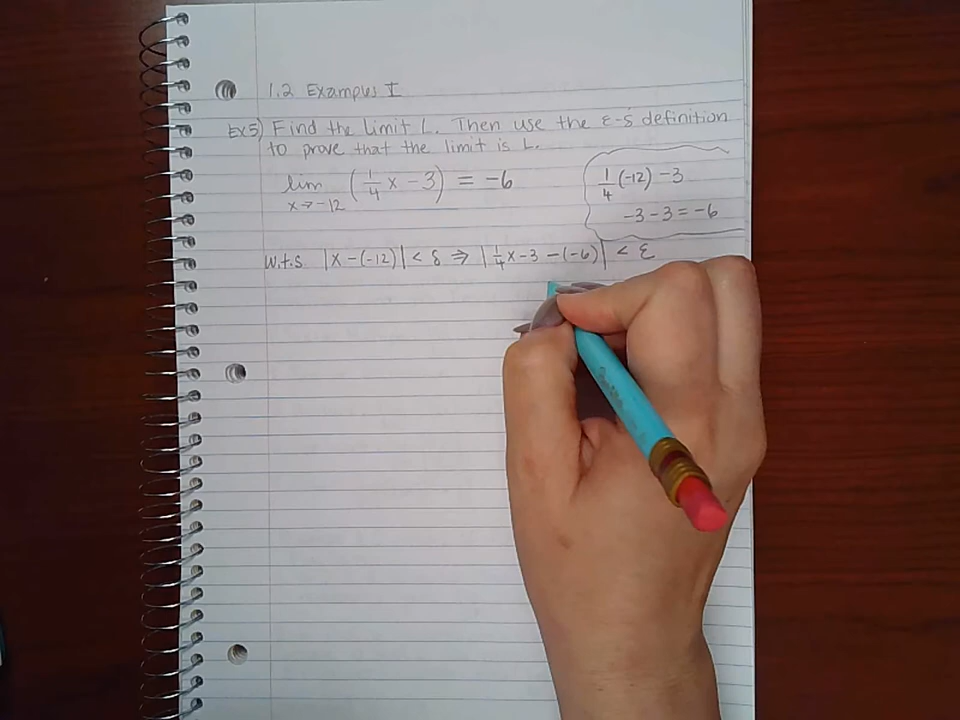 1.2 Examples V
Ex5) Find the limit L. Then use the ε-δ definition
to prove that the limit is L.
lim x→-12 (1/4 x - 3) = -6
1/4 (-12) - 3
-3 - 3 = -6
W.t.s |x - (-12)| < δ ⇒ |1/4 x - 3 - (-6)| < ε